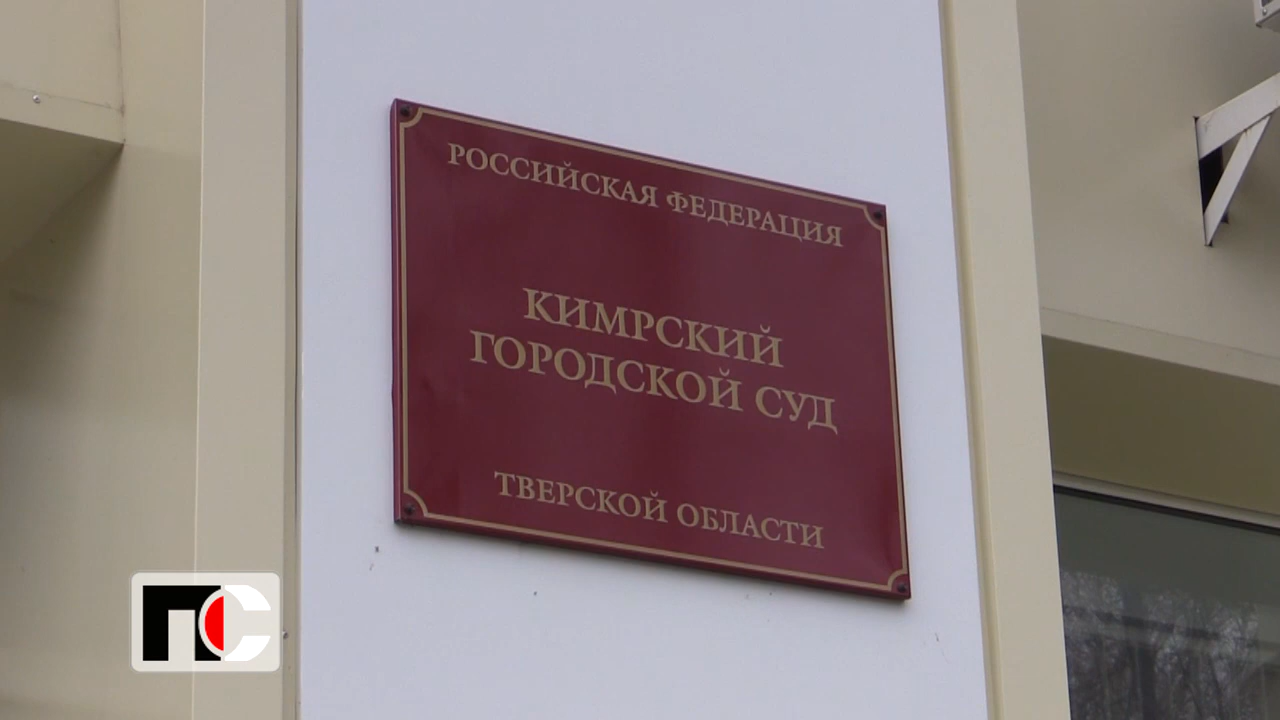 РОССИЙСКАЯ ФЕДЕРАЦИЯ
КИМРСКИЙ
ГОРОДСКОЙ СУД
ТВЕРСКОЙ ОБЛАСТИ
ПС